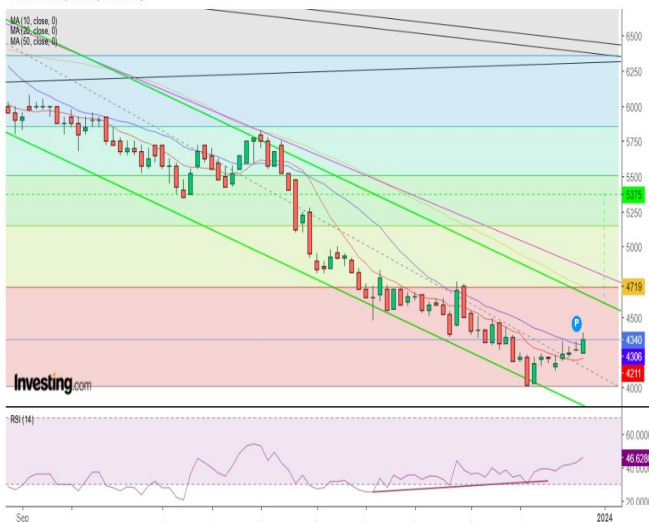 MA (10, close, 0)
MA (20, close, 0)
MA (50, close, 0)
6500
6250
6000
5750
5500
5375
5250
5000
4719
4500
4340
4306
4211
4000
P
Investing.com
RSI (14)
60.0000
46.6280
40.0000
Sep
2024